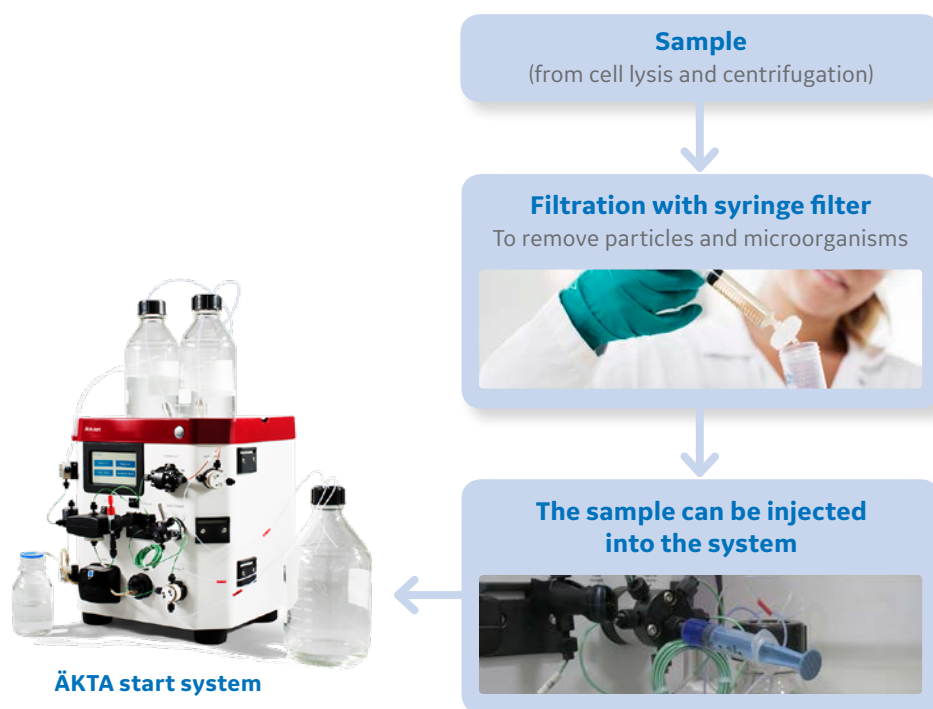 Sample
(from cell lysis and centrifugation)
Filtration with syringe filter
To remove particles and microorganisms
The sample can be injected
into the system
ÄKTA start system